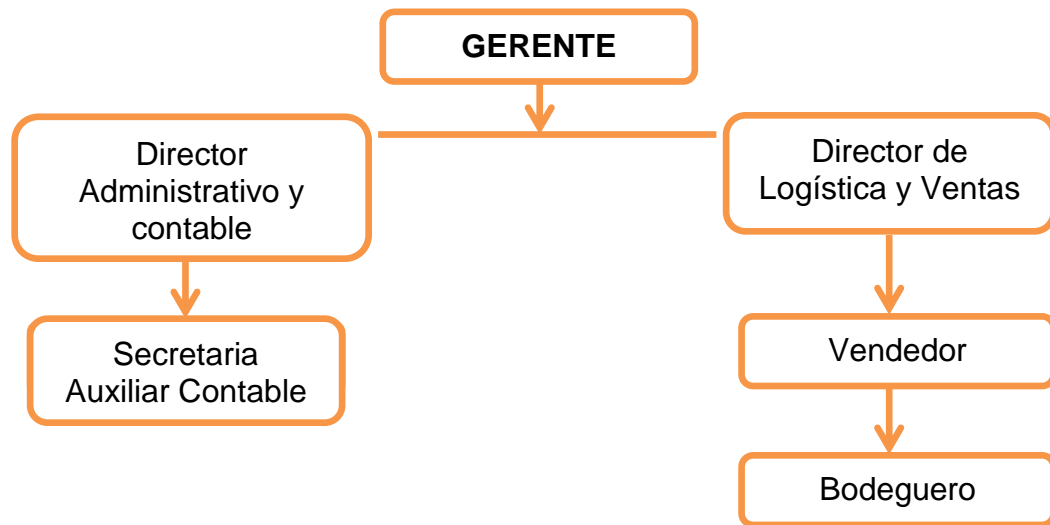 GERENTE
Director
Administrativo y
contable
Director de
Logística y Ventas
Secretaria
Auxiliar Contable
Vendedor
Bodeguero